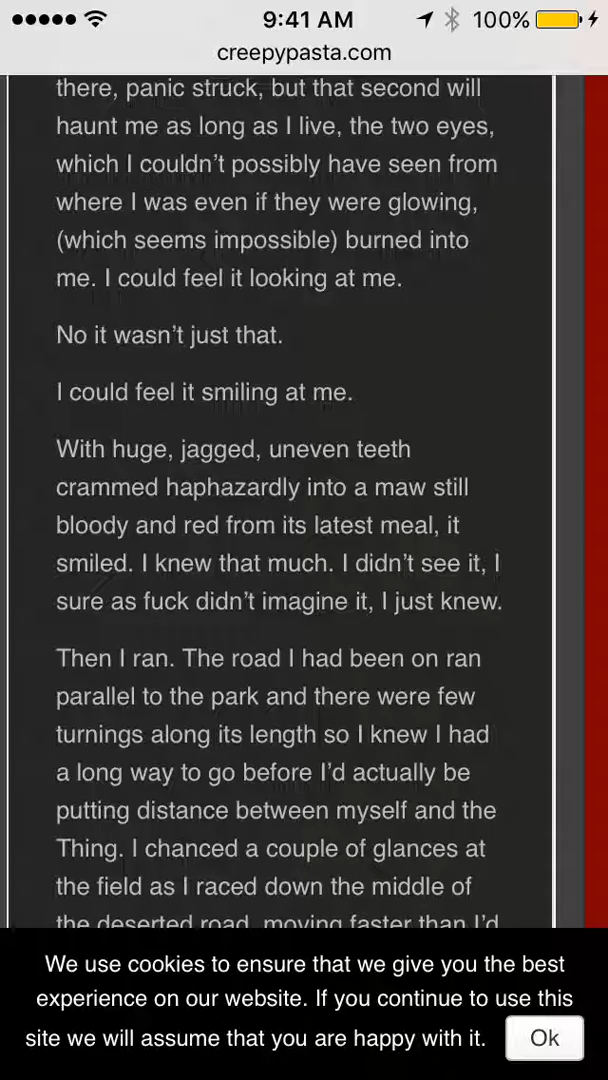 9:41 AM 100%
creepypasta.com
there, panic struck, but that second will
haunt me as long as I live, the two eyes,
which I couldn’t possibly have seen from
where I was even if they were glowing,
(which seems impossible) burned into
me. I could feel it looking at me.
No it wasn’t just that.
I could feel it smiling at me.
With huge, jagged, uneven teeth
crammed haphazardly into a maw still
bloody and red from its latest meal, it
smiled. I knew that much. I didn’t see it, I
sure as fuck didn’t imagine it, I just knew.
Then I ran. The road I had been on ran
parallel to the park and there were few
turnings along its length so I knew I had
a long way to go before I’d actually be
putting distance between myself and the
Thing. I chanced a couple of glances at
the field as I raced down the middle of
the deserted road, moving faster than I’d
We use cookies to ensure that we give you the best
experience on our website. If you continue to use this
site we will assume that you are happy with it. Ok